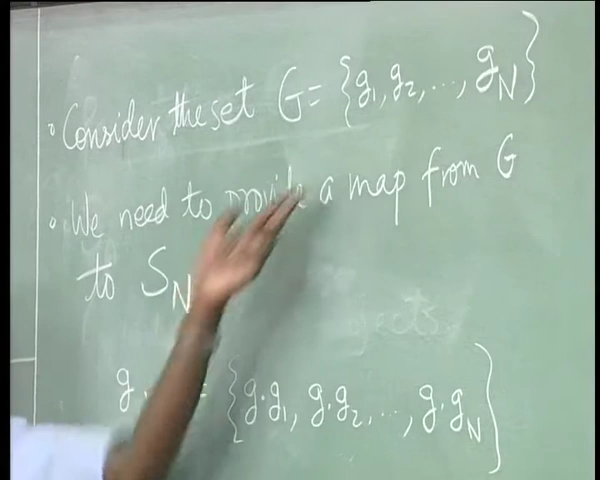 ◦ Consider the set G = {g₁, g₂, ..., g_N}
◦ We need to provide a map from G
to S_N
g · = {g·g₁, g·g₂, ..., g·g_N}